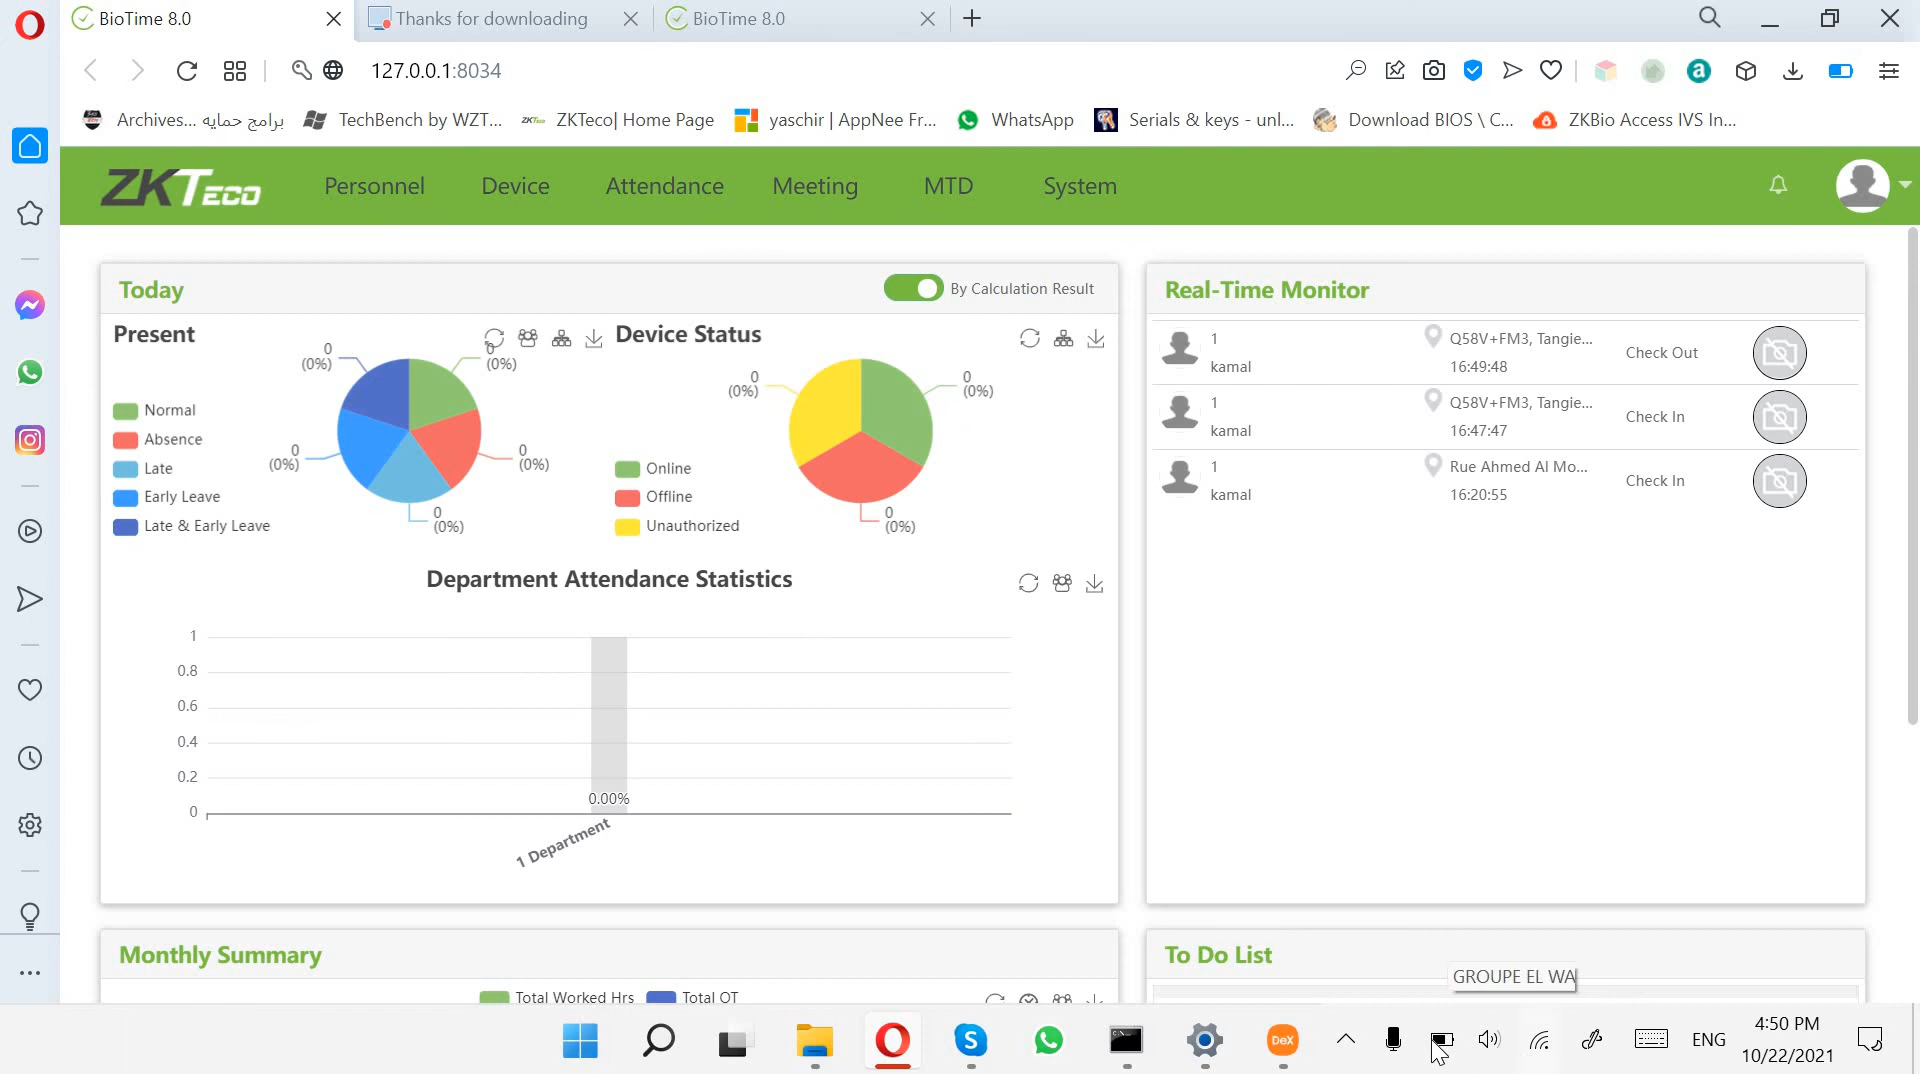 BioTime 8.0
Thanks for downloading
BioTime 8.0
127.0.0.1:8034
Archives... برامج حمايه
TechBench by WZT...
ZKTeco| Home Page
yaschir | AppNee Fr...
WhatsApp
Serials & keys - unl...
Download BIOS \ C...
ZKBio Access IVS In...
ZKTECO
Personnel
Device
Attendance
Meeting
MTD
System
Today
By Calculation Result
Present
0
(0%)
0
(0%)
0
(0%)
0
(0%)
0
(0%)
Normal
Absence
Late
Early Leave
Late & Early Leave
Device Status
0
(0%)
0
(0%)
0
(0%)
Online
Offline
Unauthorized
Department Attendance Statistics
1
0.8
0.6
0.4
0.2
0
0.00%
1 Department
Real-Time Monitor
1
kamal
Q58V+FM3, Tangie...
16:49:48
Check Out
1
kamal
Q58V+FM3, Tangie...
16:47:47
Check In
1
kamal
Rue Ahmed Al Mo...
16:20:55
Check In
Monthly Summary
Total Worked Hrs
Total OT
To Do List
GROUPE EL WA
DeX
ENG
4:50 PM
10/22/2021